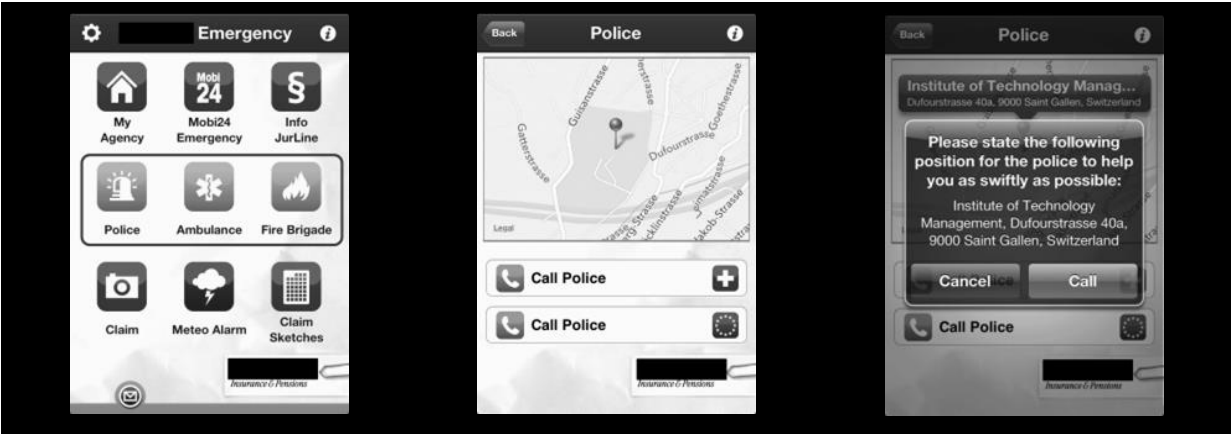 Emergency
My Agency
Mobi 24
Mobi24 Emergency
§
Info JurLine
Police
Ambulance
Fire Brigade
Claim
Meteo Alarm
Claim Sketches
Insurance & Pensions
Back
Police
Guisanstrasse
Gatterstrasse
Dufourstrasse
Goethestrasse
Legal
Call Police
Call Police
Insurance & Pensions
Back
Police
Institute of Technology Manag...
Dufourstrasse 40a, 9000 Saint Gallen, Switzerland
Please state the following
position for the police to help
you as swiftly as possible:
Institute of Technology
Management, Dufourstrasse 40a,
9000 Saint Gallen, Switzerland
Cancel
Call
Call Police
Insurance & Pensions